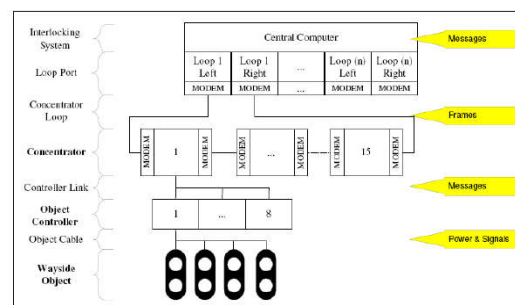 Interlocking
System
Central Computer
Messages
Loop Port
Loop 1
Left
Loop 1
Right
...
Loop (n)
Left
Loop (n)
Right
MODEM
MODEM
...
MODEM
MODEM
Concentrator
Loop
Frames
Concentrator
MODEM
1
MODEM
MODEM
...
MODEM
MODEM
15
MODEM
Controller Link
Messages
Object
Controller
1
...
8
Object Cable
Power & Signals
Wayside
Object